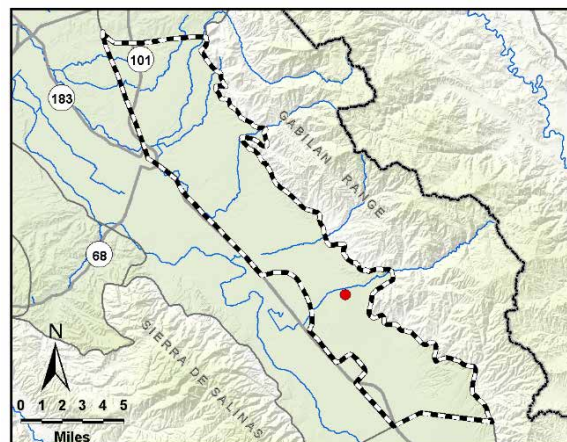 101
183
GABILAN RANGE
68
SIERRA DE SALINAS
N
0 1 2 3 4 5
Miles